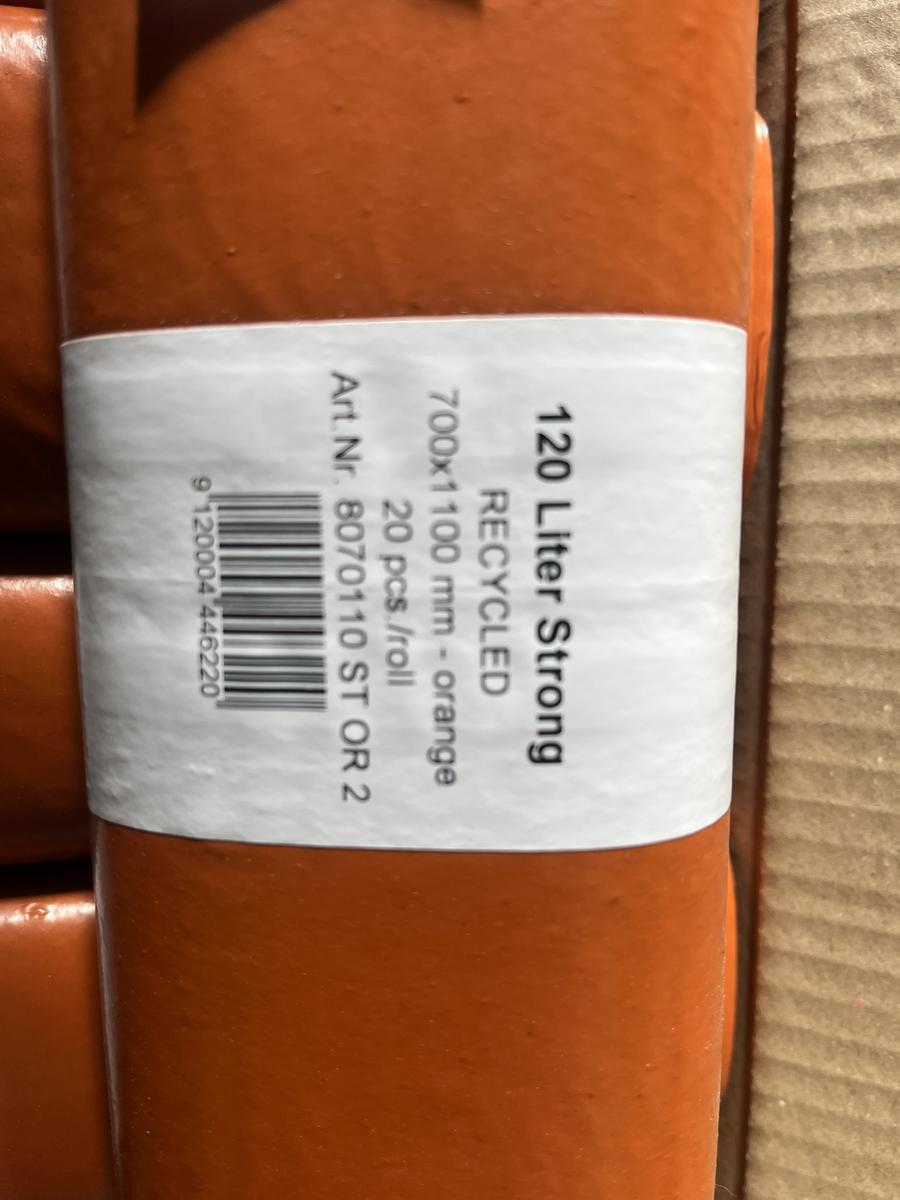 120 Liter Strong
RECYCLED
700x1100 mm - orange
20 pcs./roll
Art.Nr. 8070110 ST OR 2
9 120004 446220